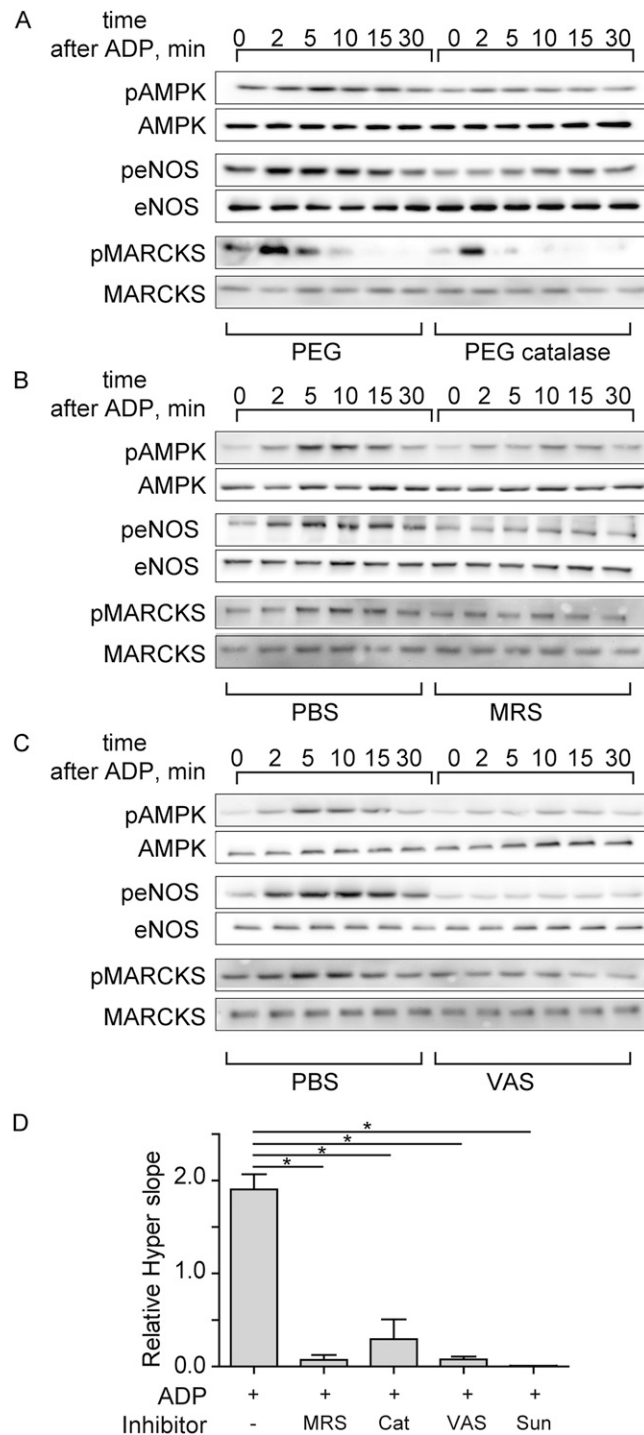 A
time
0 2 5 10 15 30 0 2 5 10 15 30
after ADP, min
pAMPK
AMPK
peNOS
eNOS
pMARCKS
MARCKS
PEG PEG catalase
B
time
0 2 5 10 15 30 0 2 5 10 15 30
after ADP, min
pAMPK
AMPK
peNOS
eNOS
pMARCKS
MARCKS
PBS MRS
C
time
0 2 5 10 15 30 0 2 5 10 15 30
after ADP, min
pAMPK
AMPK
peNOS
eNOS
pMARCKS
MARCKS
PBS VAS
D
*
*
*
*
Relative Hyper slope
2.0
1.0
0.0
ADP + + + + +
Inhibitor - MRS Cat VAS Sun